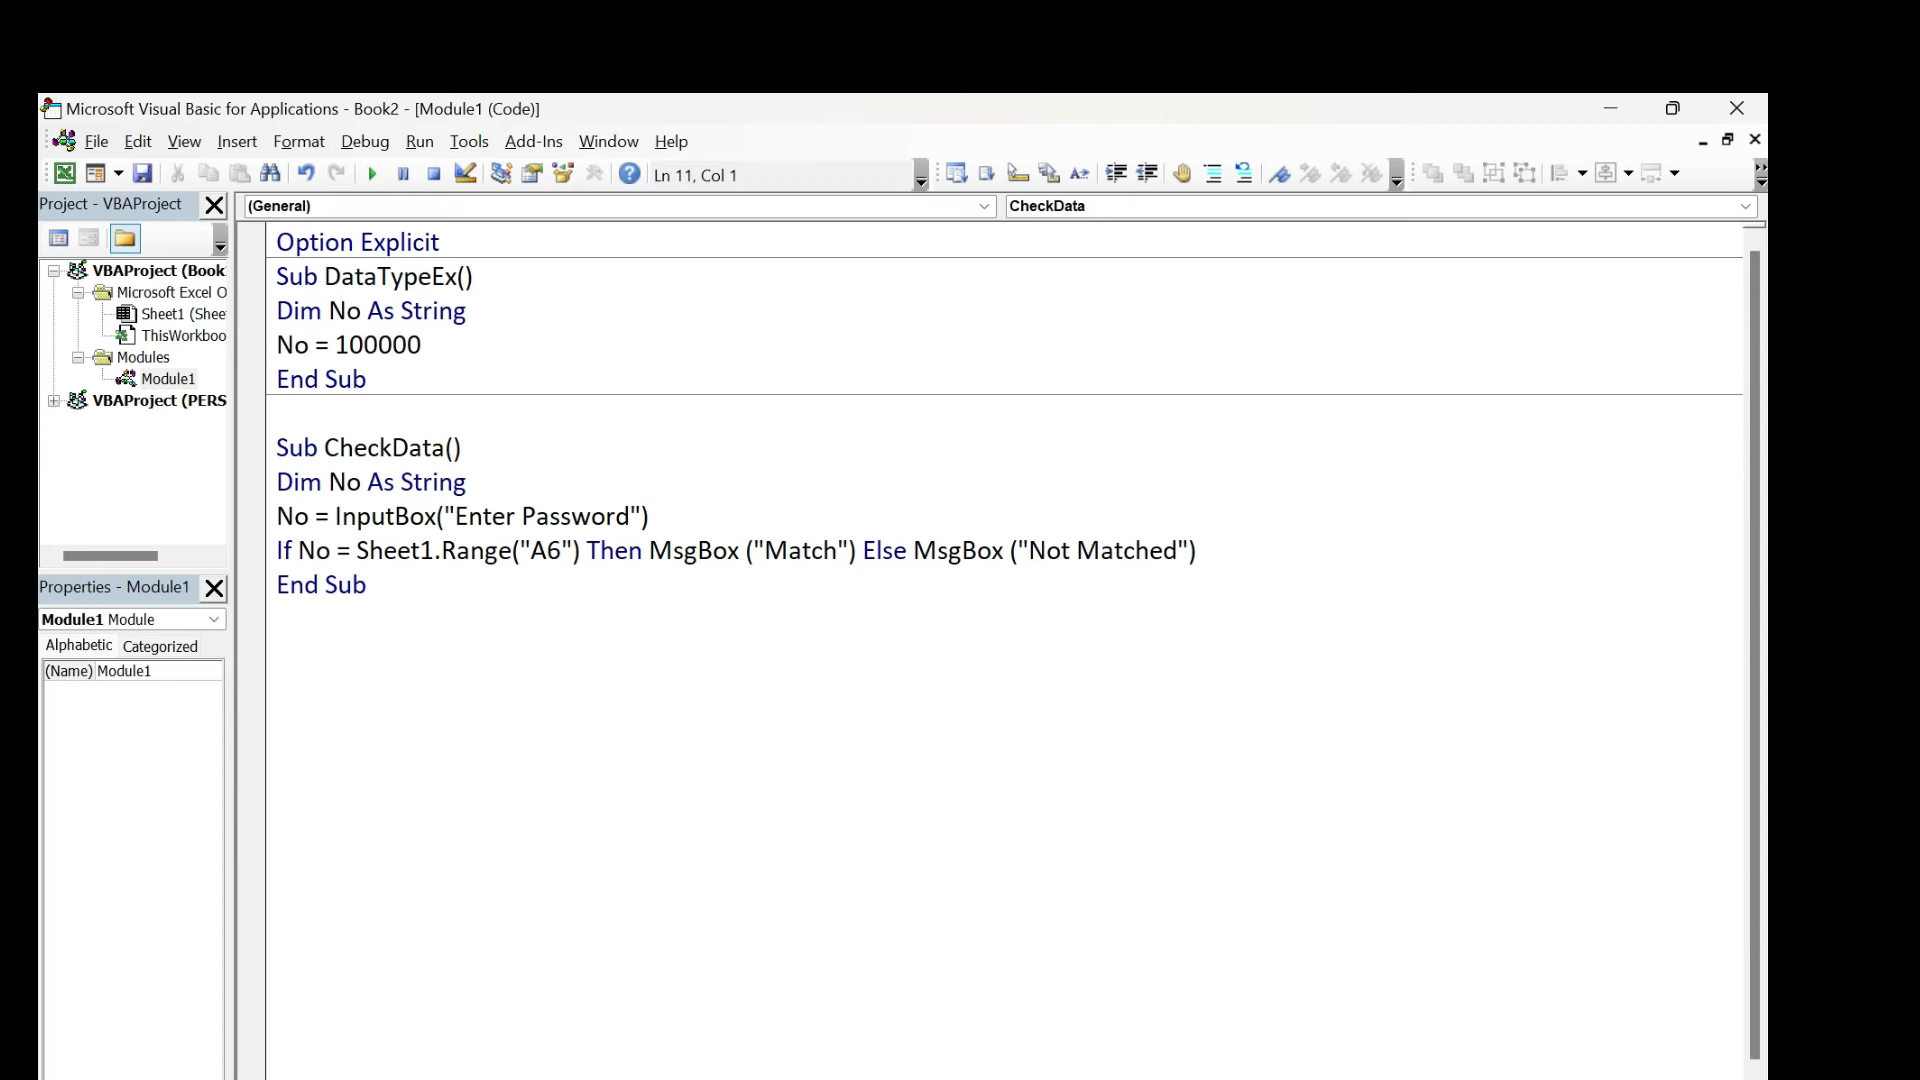 Microsoft Visual Basic for Applications - Book2 - [Module1 (Code)]
File Edit View Insert Format Debug Run Tools Add-Ins Window Help
Ln 11, Col 1
Project - VBAProject
(General)
CheckData
VBAProject (Book
Microsoft Excel O
Sheet1 (Shee
ThisWorkboo
Modules
Module1
VBAProject (PERS
Properties - Module1
Module1 Module
Alphabetic Categorized
(Name) Module1
Option Explicit
Sub DataTypeEx()
Dim No As String
No = 100000
End Sub
Sub CheckData()
Dim No As String
No = InputBox("Enter Password")
If No = Sheet1.Range("A6") Then MsgBox ("Match") Else MsgBox ("Not Matched")
End Sub